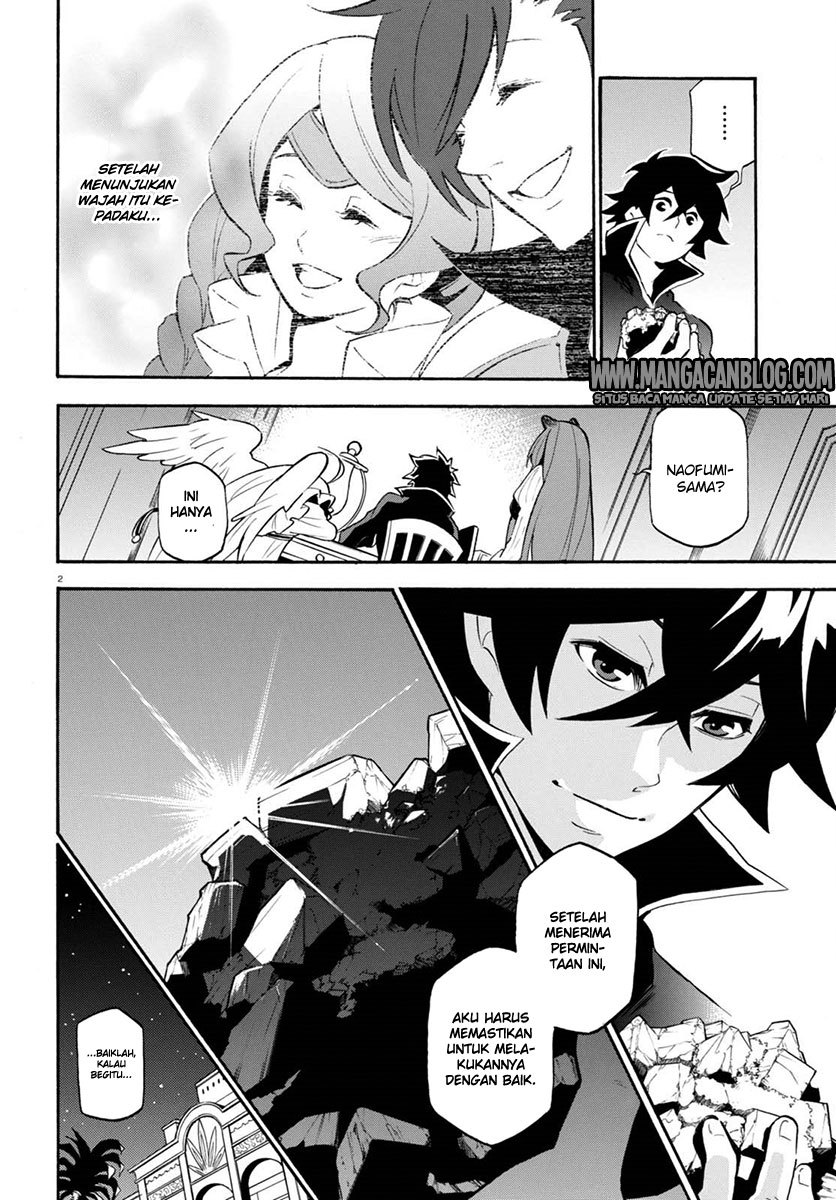 ........
SETELAH
MENUNJUKAN
WAJAH ITU KE-
PADAKU...
WWW.MANGACANBLOG.COM
SITUS BACA MANGA UPDATE SETIAP HARI
NAOFUMI-
SAMA?
INI
HANYA
...
2
SETELAH
MENERIMA
PERMIN-
TAAN INI,
AKU HARUS
MEMASTIKAN
UNTUK MELA-
KUKANNYA
DENGAN BAIK.
...BAIKLAH,
KALAU
BEGITU...